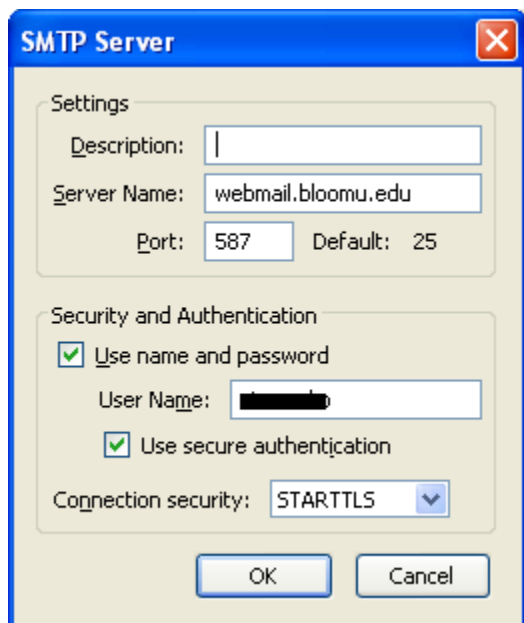 SMTP Server
Settings
Description:
Server Name: webmail.bloomu.edu
Port: 587 Default: 25
Security and Authentication
Use name and password
User Name:
Use secure authentication
Connection security: STARTTLS
OK Cancel